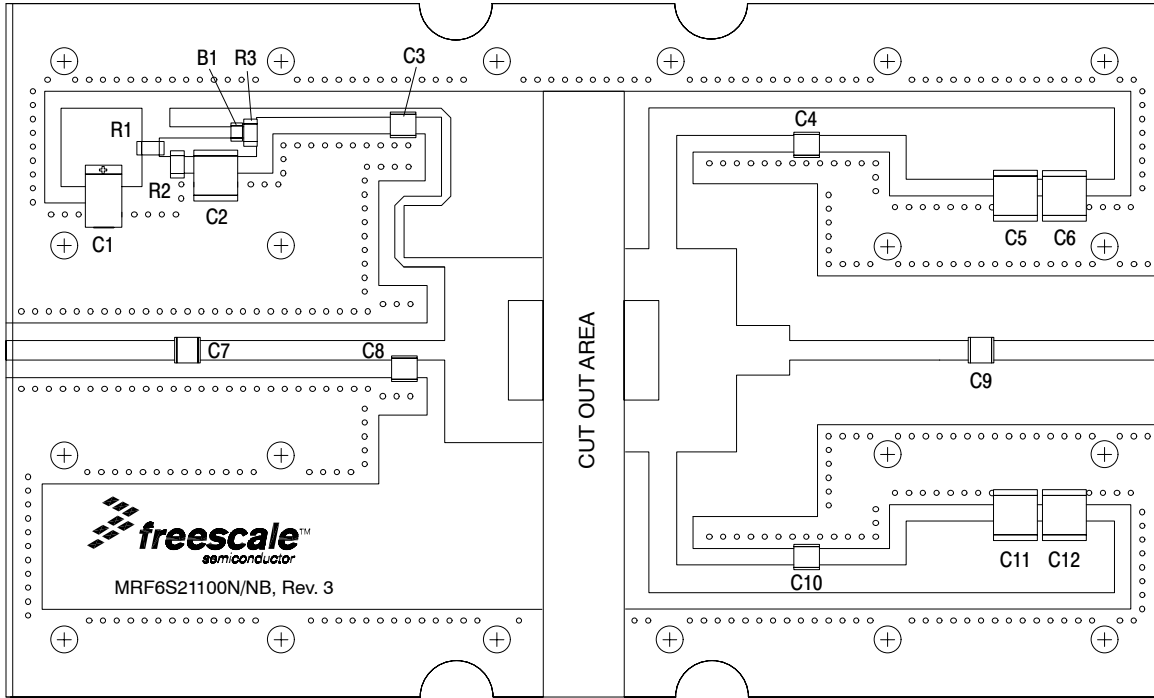 B1
R3
C3
C4
R1
R2
C2
C1
C5
C6
C7
C8
C9
CUT OUT AREA
freescale™
semiconductor
MRF6S21100N/NB, Rev. 3
C10
C11
C12